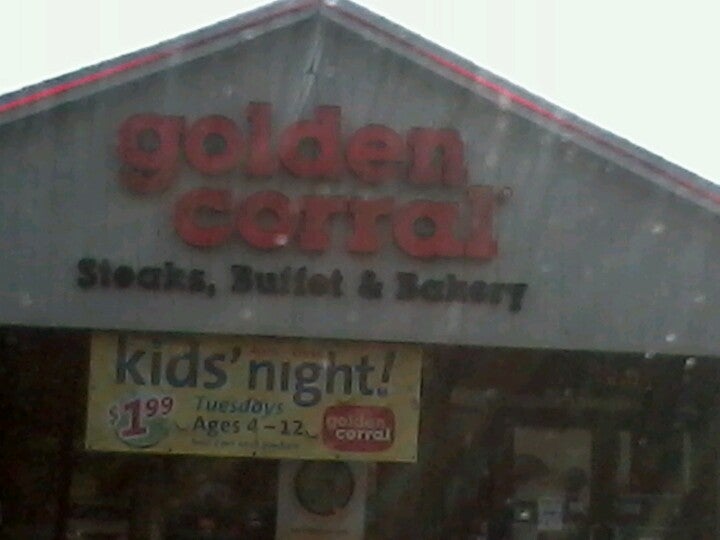 golden
corral
Steaks, Buffet & Bakery
kids' night!
$1.99 Tuesdays
Ages 4-12
golden
corral